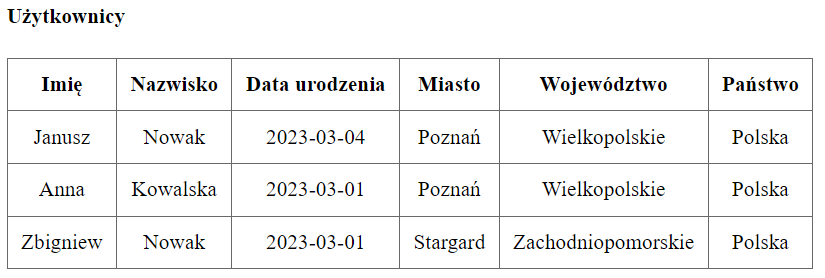 Użytkownicy
Imię Nazwisko Data urodzenia Miasto Województwo Państwo
Janusz Nowak 2023-03-04 Poznań Wielkopolskie Polska
Anna Kowalska 2023-03-01 Poznań Wielkopolskie Polska
Zbigniew Nowak 2023-03-01 Stargard Zachodniopomorskie Polska